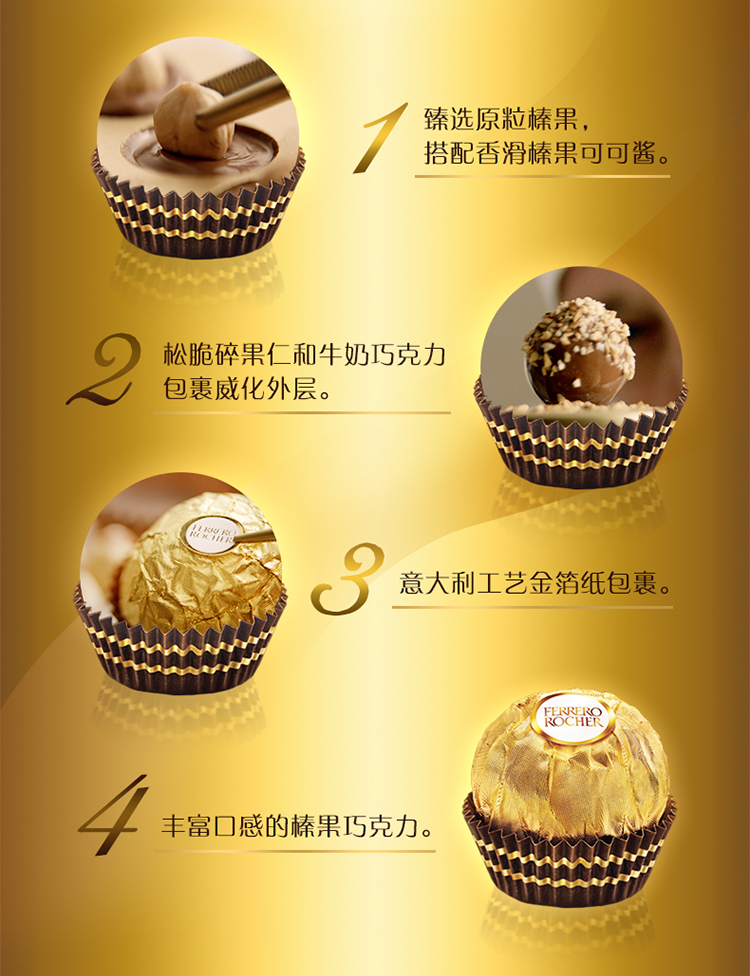 1
臻选原粒榛果，
搭配香滑榛果可可酱。
2
松脆碎果仁和牛奶巧克力
包裹威化外层。
FERRERO
ROCHER
3
意大利工艺金箔纸包裹。
FERRERO
ROCHER
4
丰富口感的榛果巧克力。